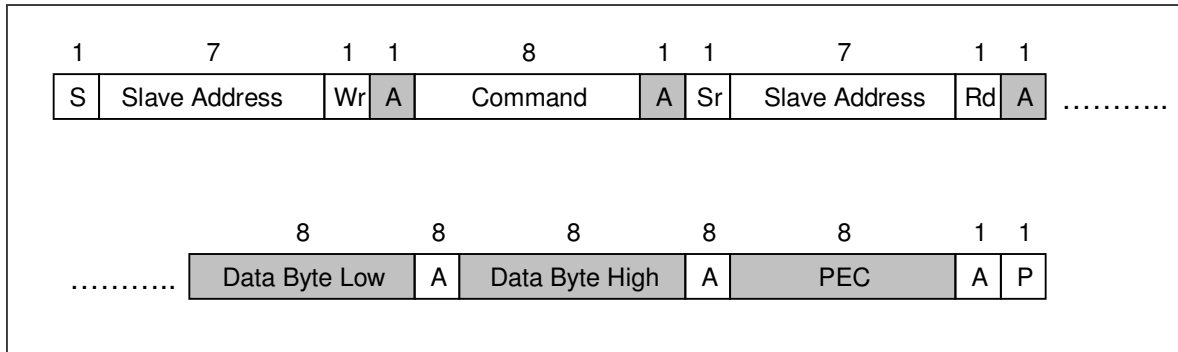 1 7 1 1 8 1 1 7 1 1
S Slave Address Wr A Command A Sr Slave Address Rd A ………..
8 8 8 8 8 1 1
……….. Data Byte Low A Data Byte High A PEC A P